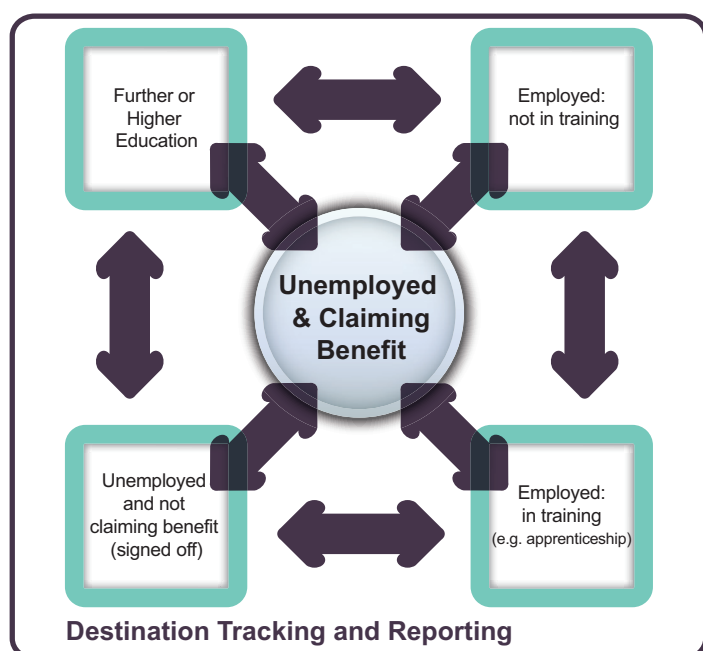 Further or
Higher
Education
Employed:
not in training
Unemployed
& Claiming
Benefit
Unemployed
and not
claiming benefit
(signed off)
Employed:
in training
(e.g. apprenticeship)
Destination Tracking and Reporting